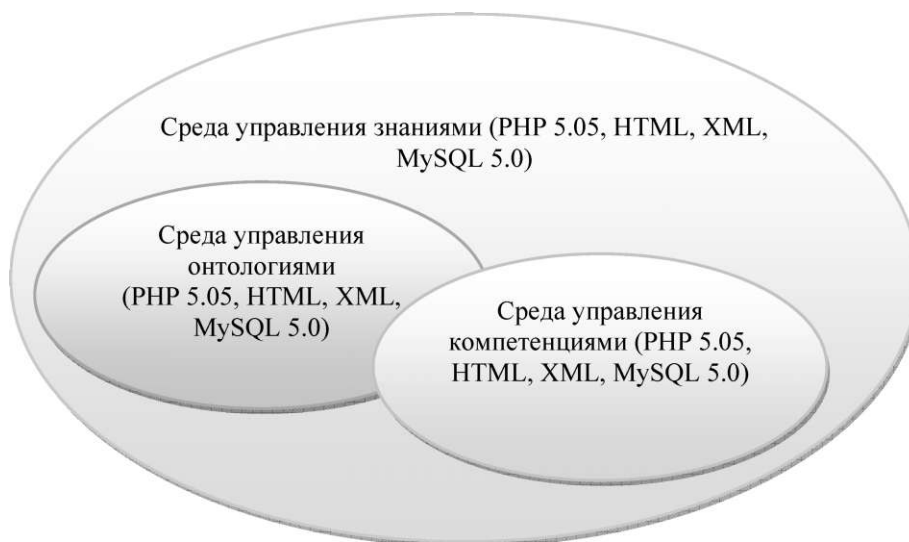 Среда управления знаниями (PHP 5.05, HTML, XML,
MySQL 5.0)
Среда управления
онтологиями
(PHP 5.05, HTML, XML,
MySQL 5.0)
Среда управления
компетенциями (PHP 5.05,
HTML, XML, MySQL 5.0)